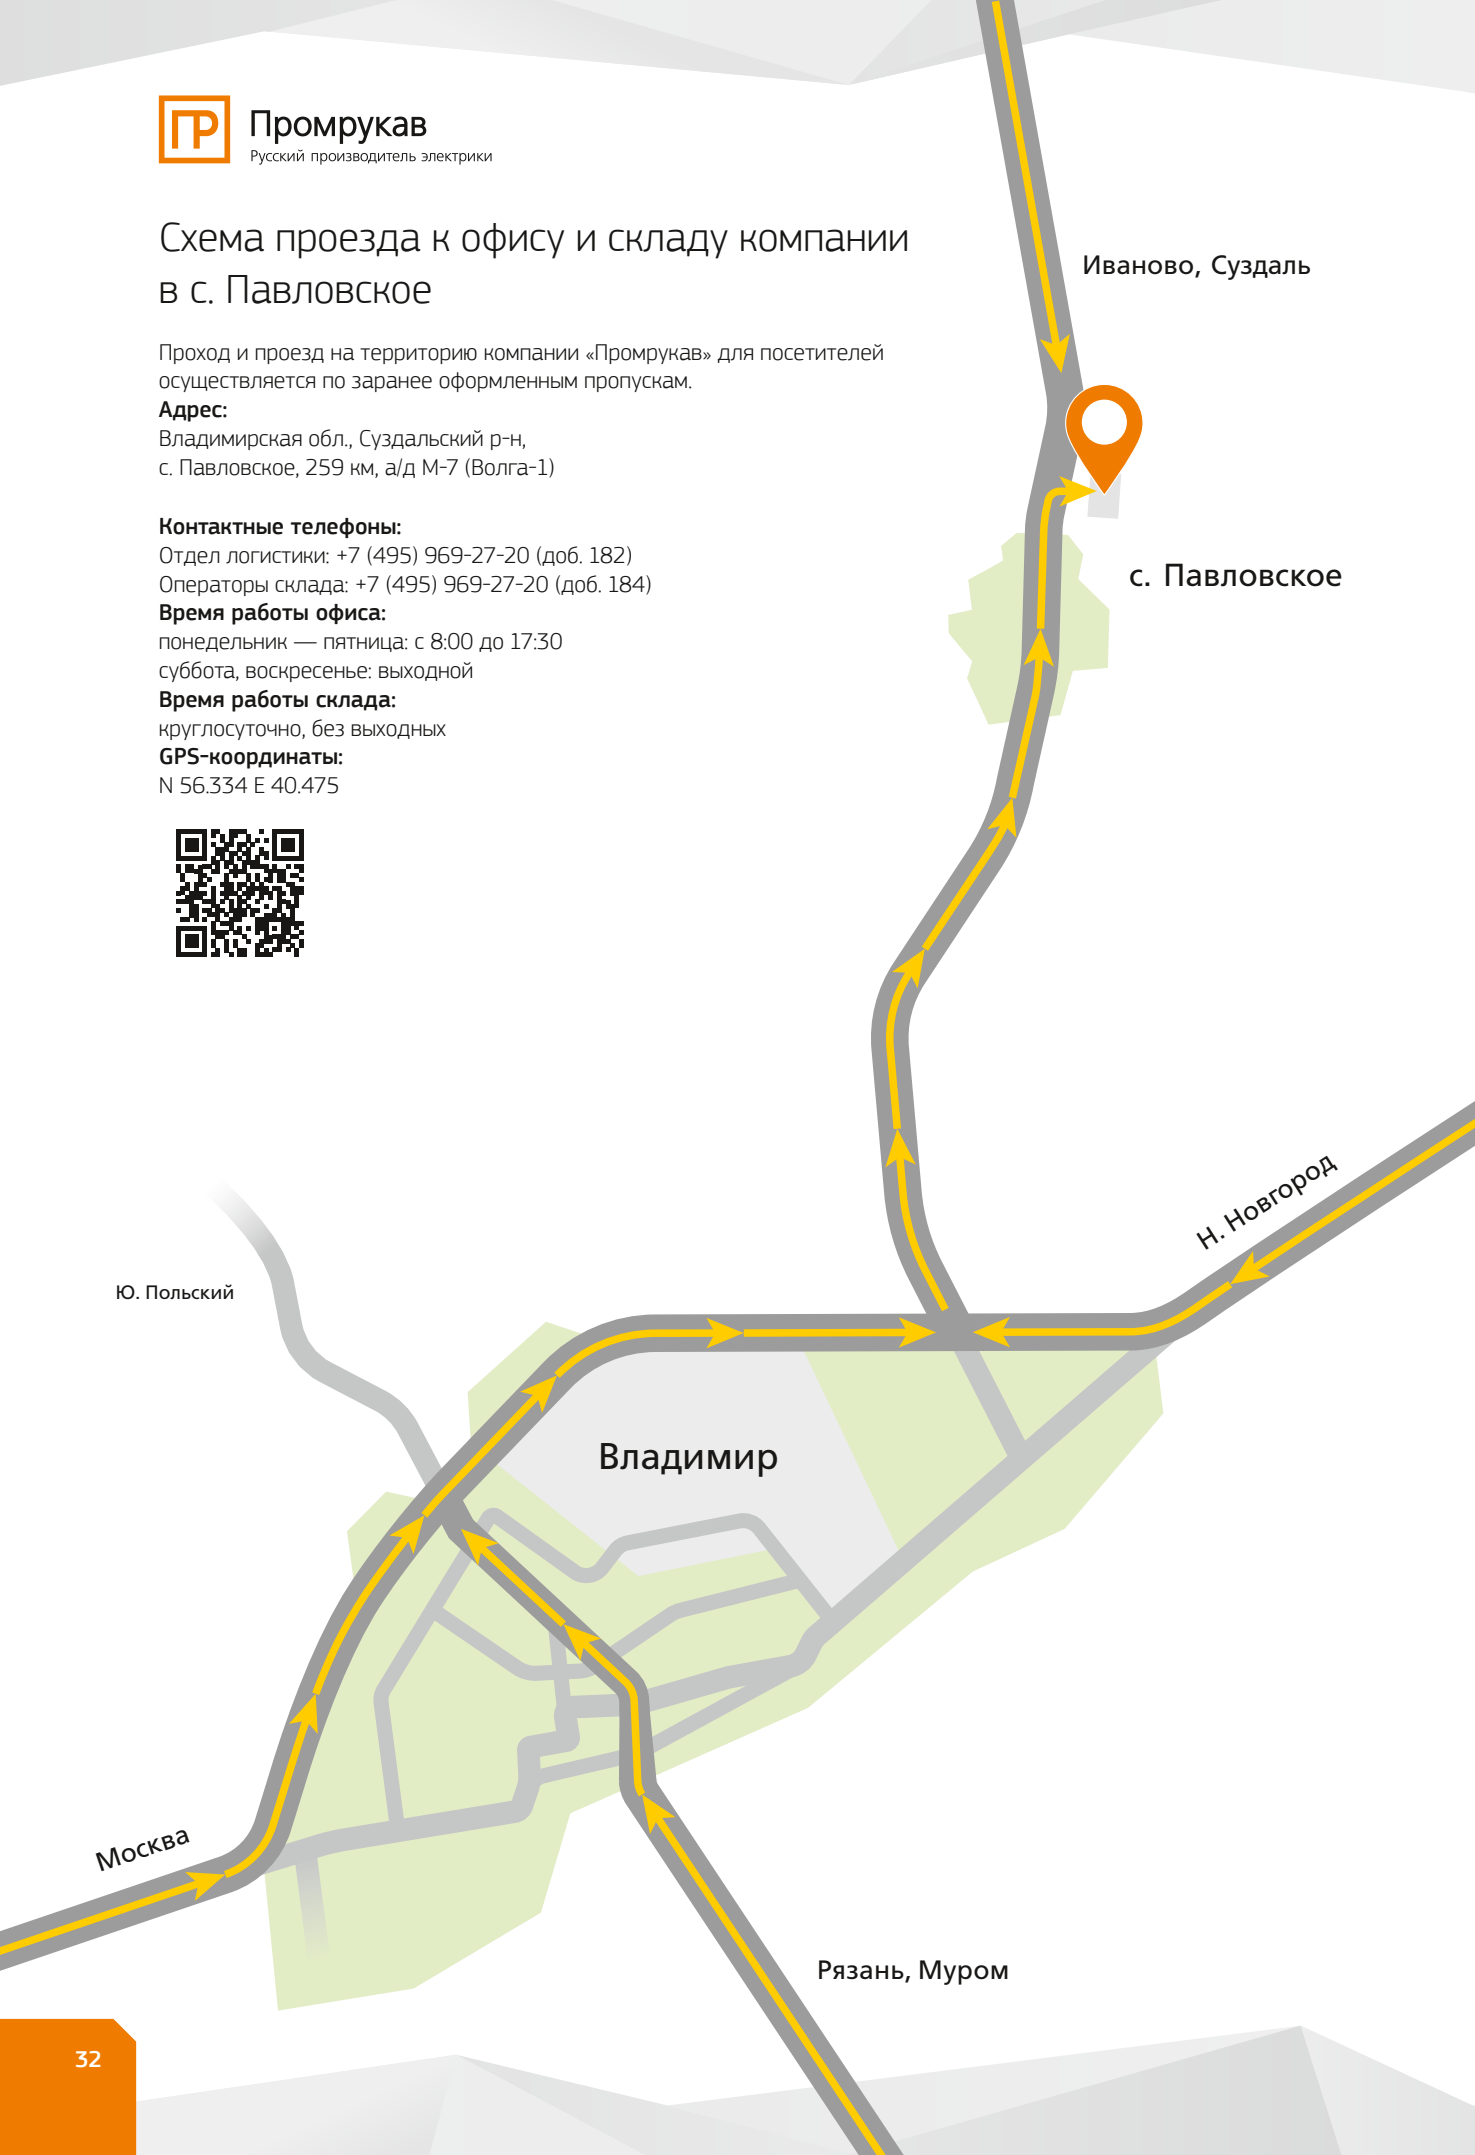 Промрукав
Русский производитель электрики
Схема проезда к офису и складу компании
в с. Павловское
Проход и проезд на территорию компании «Промрукав» для посетителей
осуществляется по заранее оформленным пропускам.
Адрес:
Владимирская обл., Суздальский р-н,
с. Павловское, 259 км, а/д М-7 (Волга-1)
Контактные телефоны:
Отдел логистики: +7 (495) 969-27-20 (доб. 182)
Операторы склада: +7 (495) 969-27-20 (доб. 184)
Время работы офиса:
понедельник — пятница: с 8:00 до 17:30
суббота, воскресенье: выходной
Время работы склада:
круглосуточно, без выходных
GPS-координаты:
N 56.334 E 40.475
Иваново, Суздаль
с. Павловское
Н. Новгород
Ю. Польский
Владимир
Москва
Рязань, Муром
32